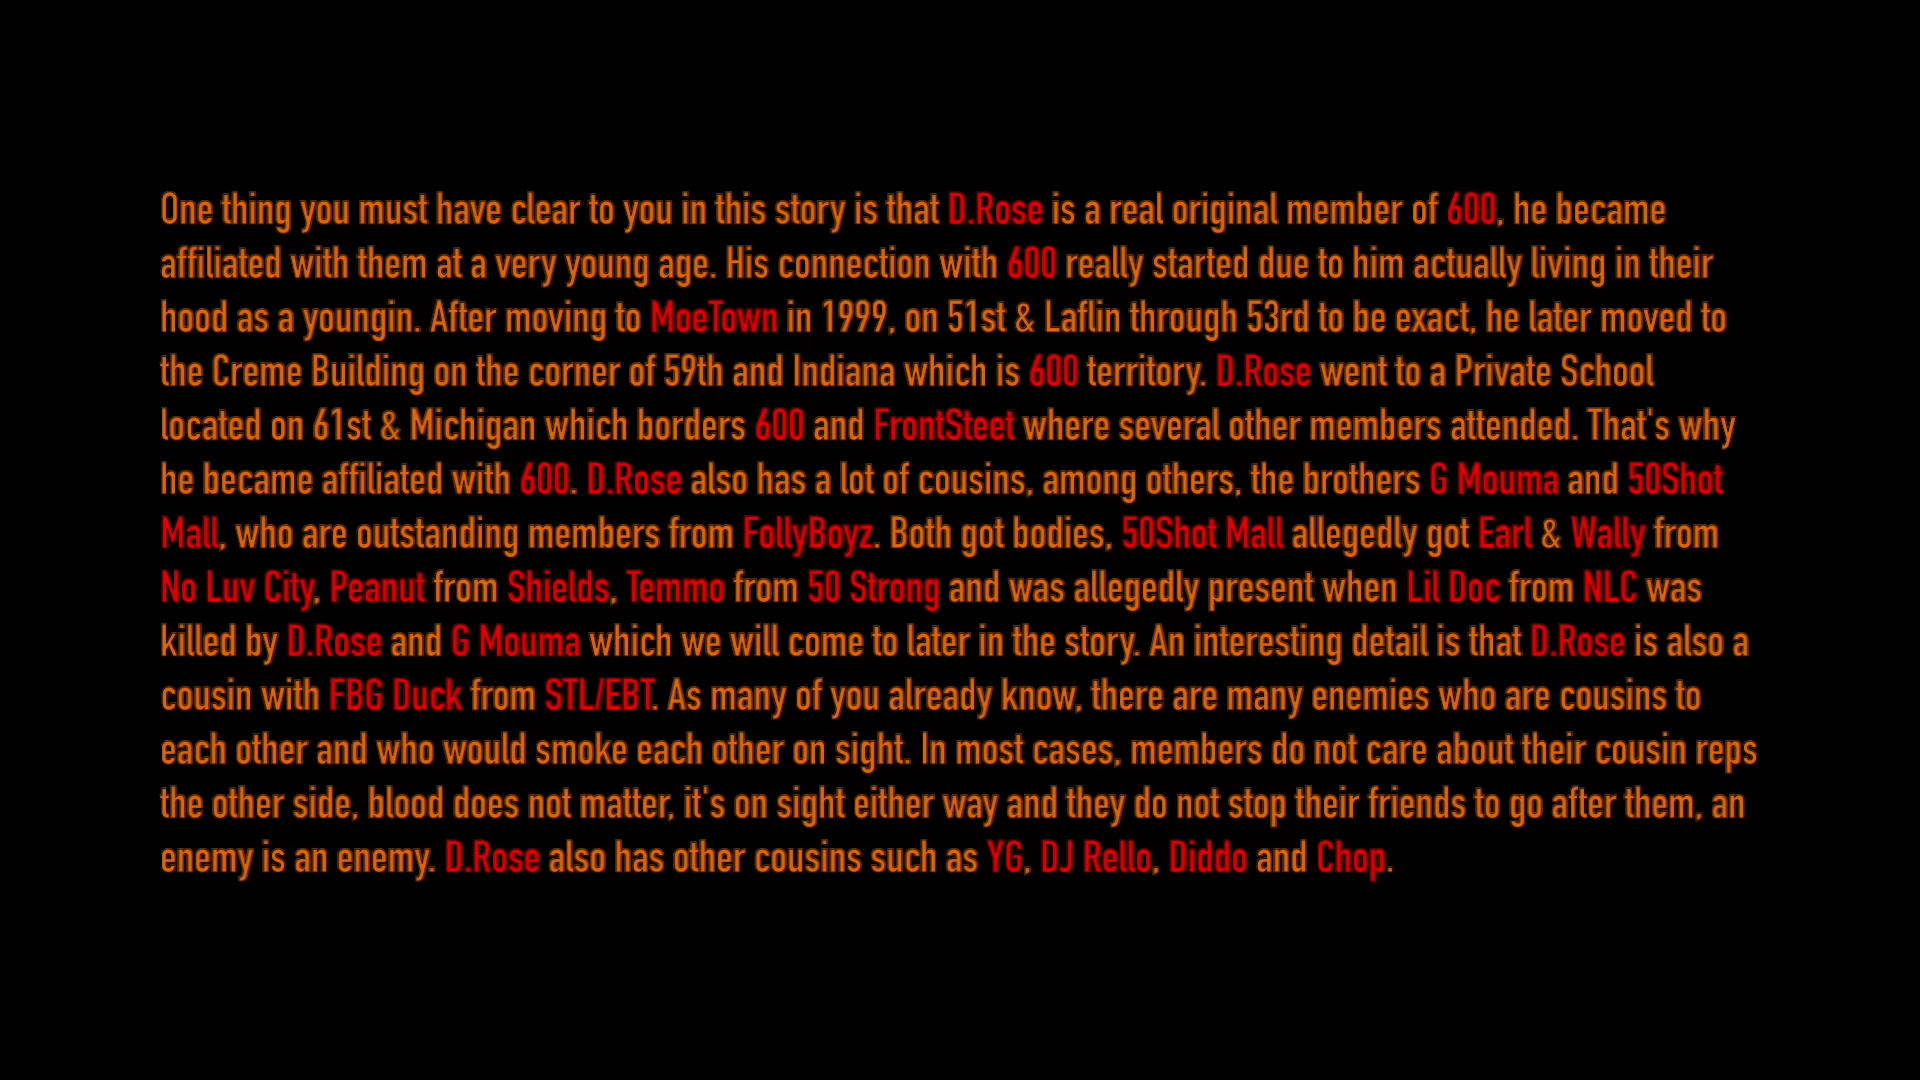 One thing you must have clear to you in this story is that D.Rose is a real original member of 600, he became
affiliated with them at a very young age. His connection with 600 really started due to him actually living in their
hood as a youngin. After moving to MoeTown in 1999, on 51st & Laflin through 53rd to be exact, he later moved to
the Creme Building on the corner of 59th and Indiana which is 600 territory. D.Rose went to a Private School
located on 61st & Michigan which borders 600 and FrontSteet where several other members attended. That's why
he became affiliated with 600. D.Rose also has a lot of cousins, among others, the brothers G Mouma and 50Shot
Mall, who are outstanding members from FollyBoyz. Both got bodies, 50Shot Mall allegedly got Earl & Wally from
No Luv City, Peanut from Shields, Temmo from 50 Strong and was allegedly present when Lil Doc from NLC was
killed by D.Rose and G Mouma which we will come to later in the story. An interesting detail is that D.Rose is also a
cousin with FBG Duck from STL/EBT. As many of you already know, there are many enemies who are cousins to
each other and who would smoke each other on sight. In most cases, members do not care about their cousin reps
the other side, blood does not matter, it's on sight either way and they do not stop their friends to go after them, an
enemy is an enemy. D.Rose also has other cousins such as YG, DJ Rello, Diddo and Chop.